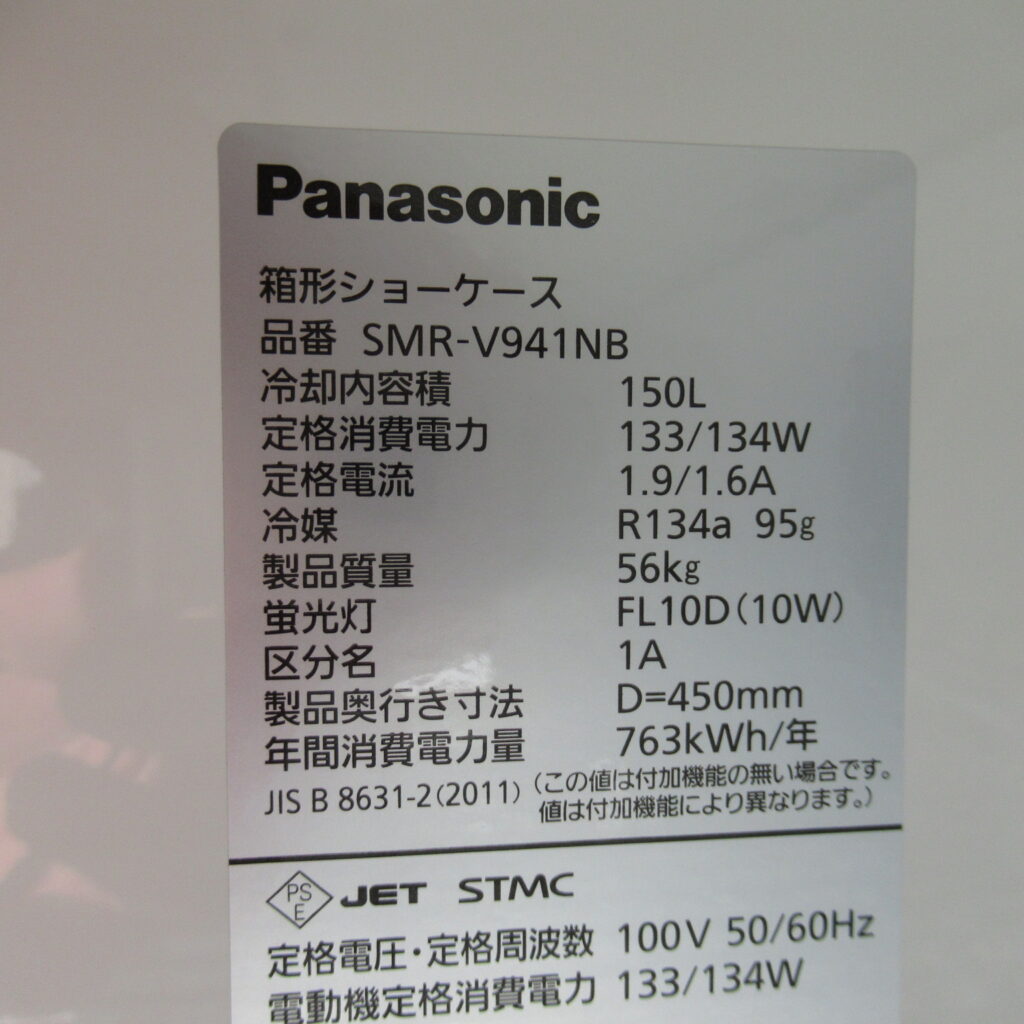 Panasonic
箱形ショーケース
品番 SMR-V941NB
冷却内容積 150L
定格消費電力 133/134W
定格電流 1.9/1.6A
冷媒 R134a 95g
製品質量 56kg
蛍光灯 FL10D(10W)
区分名 1A
製品奥行き寸法 D=450mm
年間消費電力量 763kWh/年
JIS B 8631-2(2011) (この値は付加機能の無い場合です。
値は付加機能により異なります。)
PS
E
JET STMC
定格電圧・定格周波数 100V 50/60Hz
電動機定格消費電力 133/134W